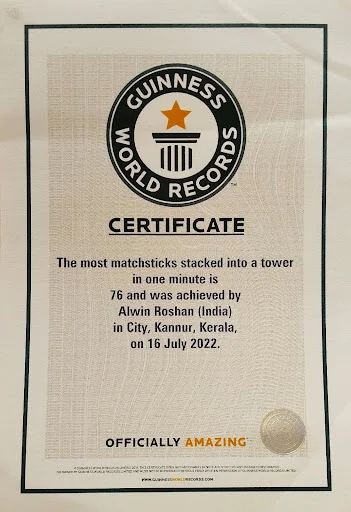 GUINNESS
WORLD RECORDS
TM
CERTIFICATE
The most matchsticks stacked into a tower
in one minute is
76 and was achieved by
Alwin Roshan (India)
in City, Kannur, Kerala,
on 16 July 2022.
OFFICIALLY AMAZING
WWW.GUINNESSWORLDRECORDS.COM